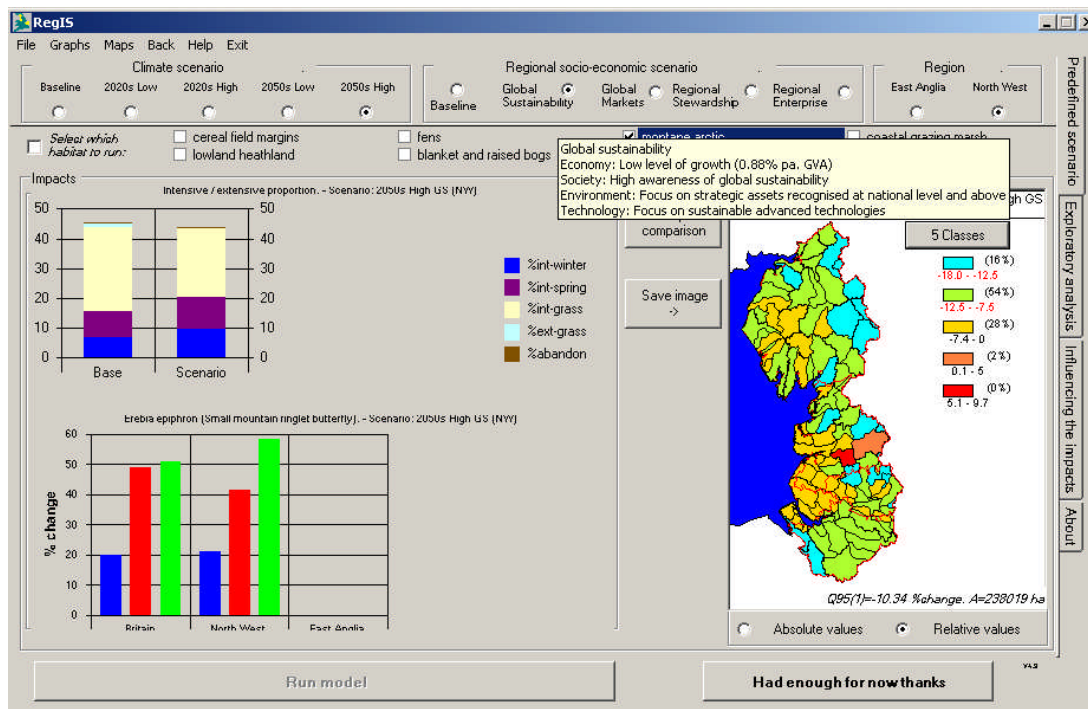 RegIS
File Graphs Maps Back Help Exit
Climate scenario
Baseline 2020s Low 2020s High 2050s Low 2050s High
Regional socio-economic scenario
Baseline
Global Sustainability
Global Markets
Regional Stewardship
Regional Enterprise
Region
East Anglia North West
Predefined scenario
Exploratory analysis
Influencing the impacts
About
Select which
habitat to run:
cereal field margins
fens
montane arctic
coastal grazing marsh
lowland heathland
blanket and raised bogs
Global sustainability
Economy: Low level of growth (0.88% pa. GVA)
Society: High awareness of global sustainability
Environment: Focus on strategic assets recognised at national level and above
Technology: Focus on sustainable advanced technologies
Impacts
Intensive / extensive proportion. - Scenario: 2050s High GS (NW)
50 50
40 40
30 30
20 20
10 10
0 0
Base Scenario
%int-winter
%int-spring
%int-grass
%ext-grass
%abandon
comparison
Save image
->
gh GS
5 Classes
(16%)
-18.0 - -12.5
(54%)
-12.5 - -7.5
(28%)
-7.4 - 0
(2%)
0.1 - 5
(0%)
5.1 - 9.7
Erebia epiphron (Small mountain ringlet butterfly). - Scenario: 2050s High GS (NW)
% change
60
50
40
30
20
10
0
Britain North West East Anglia
Q95(1)=-10.34 %change. A=238019 ha
Absolute values Relative values
Run model
Had enough for now thanks